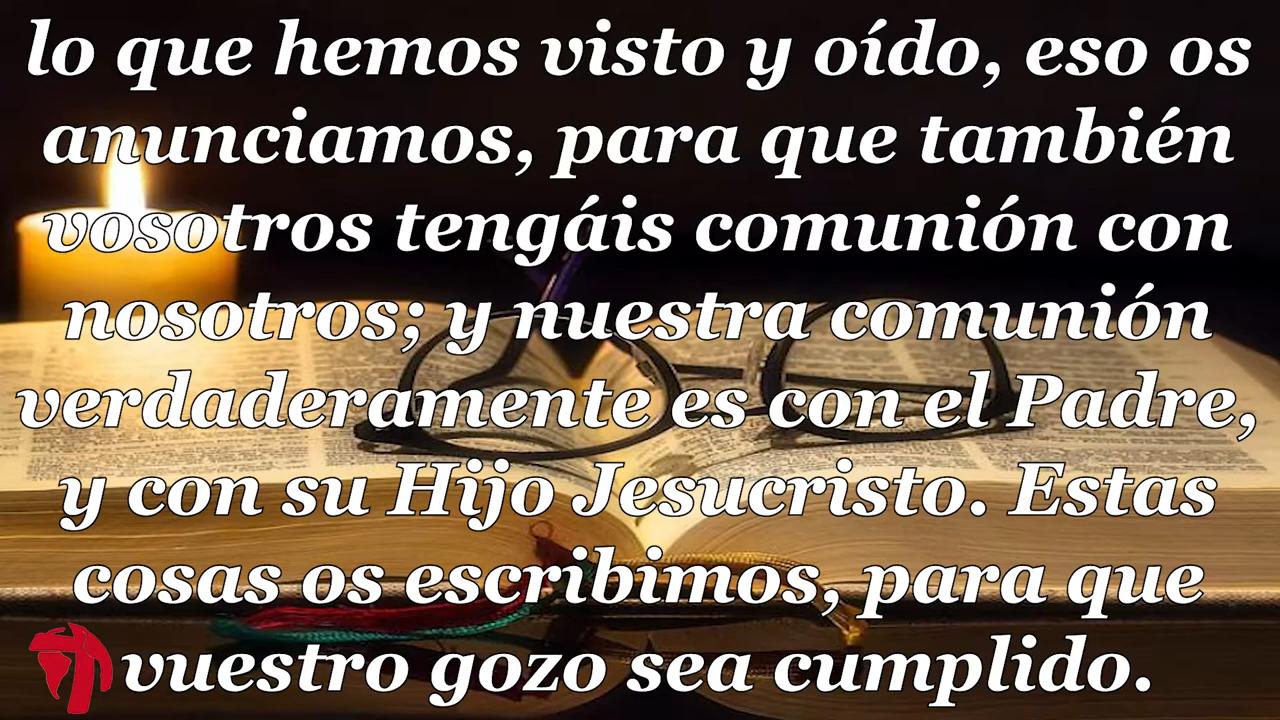 lo que hemos visto y oído, eso os
anunciamos, para que también
vosotros tengáis comunión con
nosotros; y nuestra comunión
verdaderamente es con el Padre,
y con su Hijo Jesucristo. Estas
cosas os escribimos, para que
vuestro gozo sea cumplido.